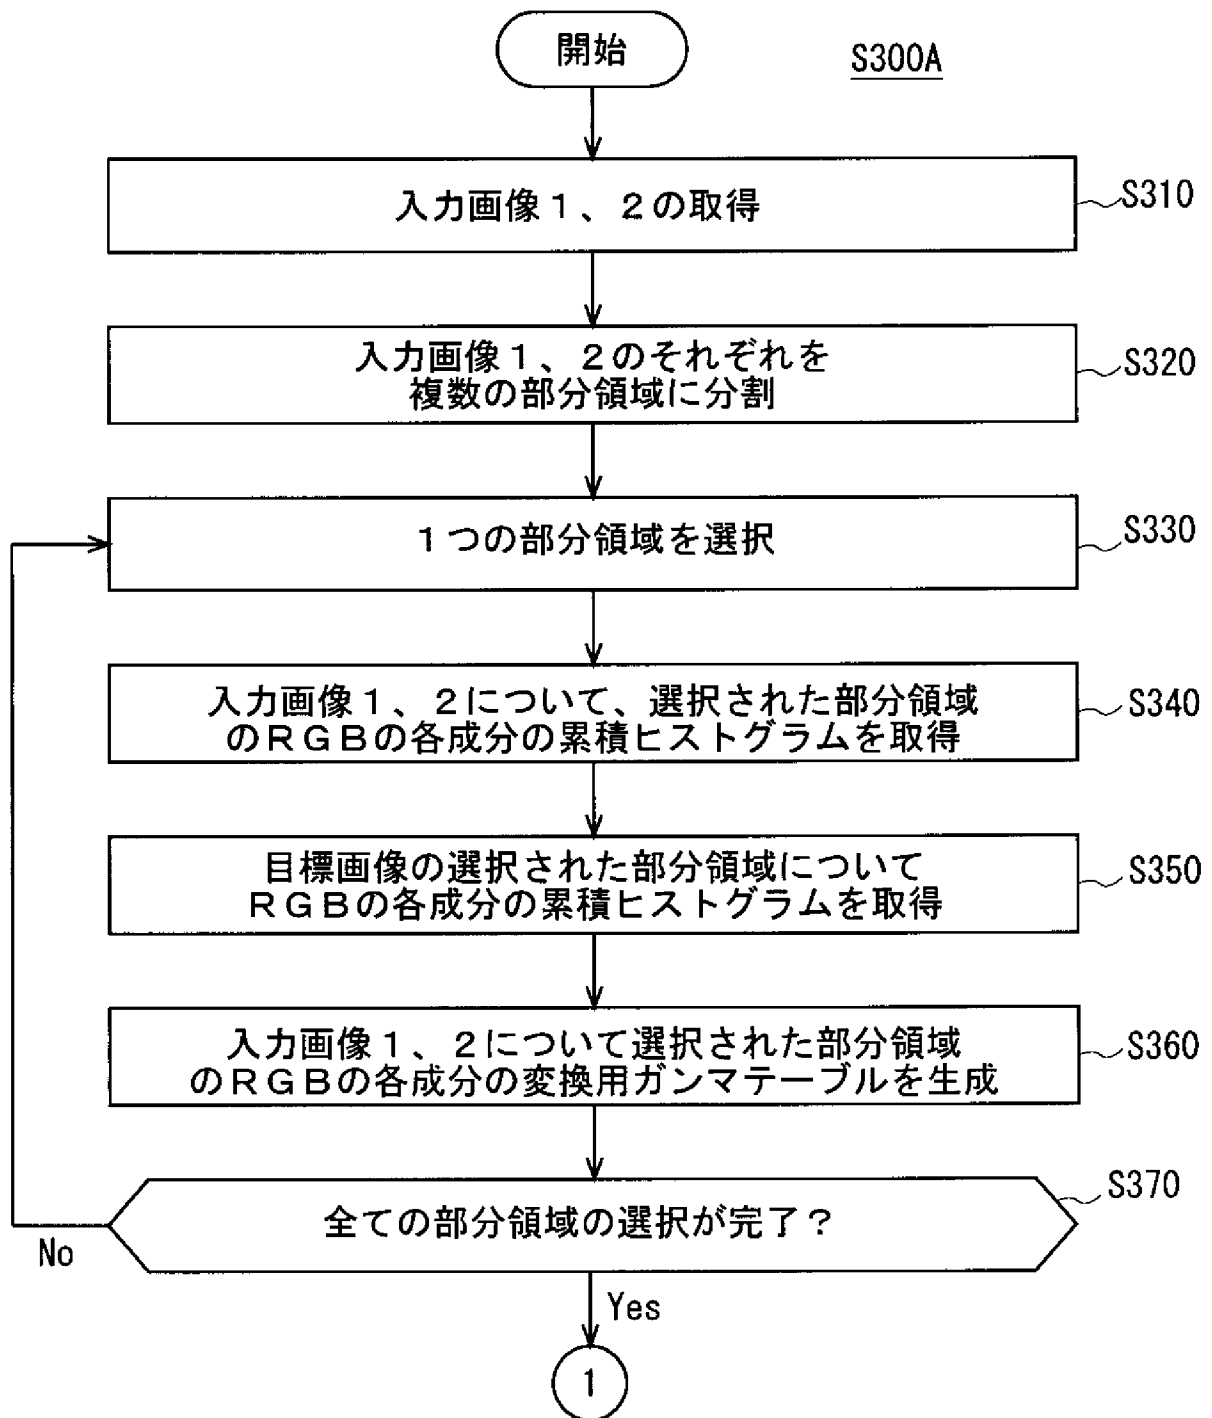 開始
S300A
入力画像１、２の取得
S310
入力画像１、２のそれぞれを
複数の部分領域に分割
S320
１つの部分領域を選択
S330
入力画像１、２について、選択された部分領域
のＲＧＢの各成分の累積ヒストグラムを取得
S340
目標画像の選択された部分領域について
ＲＧＢの各成分の累積ヒストグラムを取得
S350
入力画像１、２について選択された部分領域
のＲＧＢの各成分の変換用ガンマテーブルを生成
S360
全ての部分領域の選択が完了？
S370
No
Yes
1